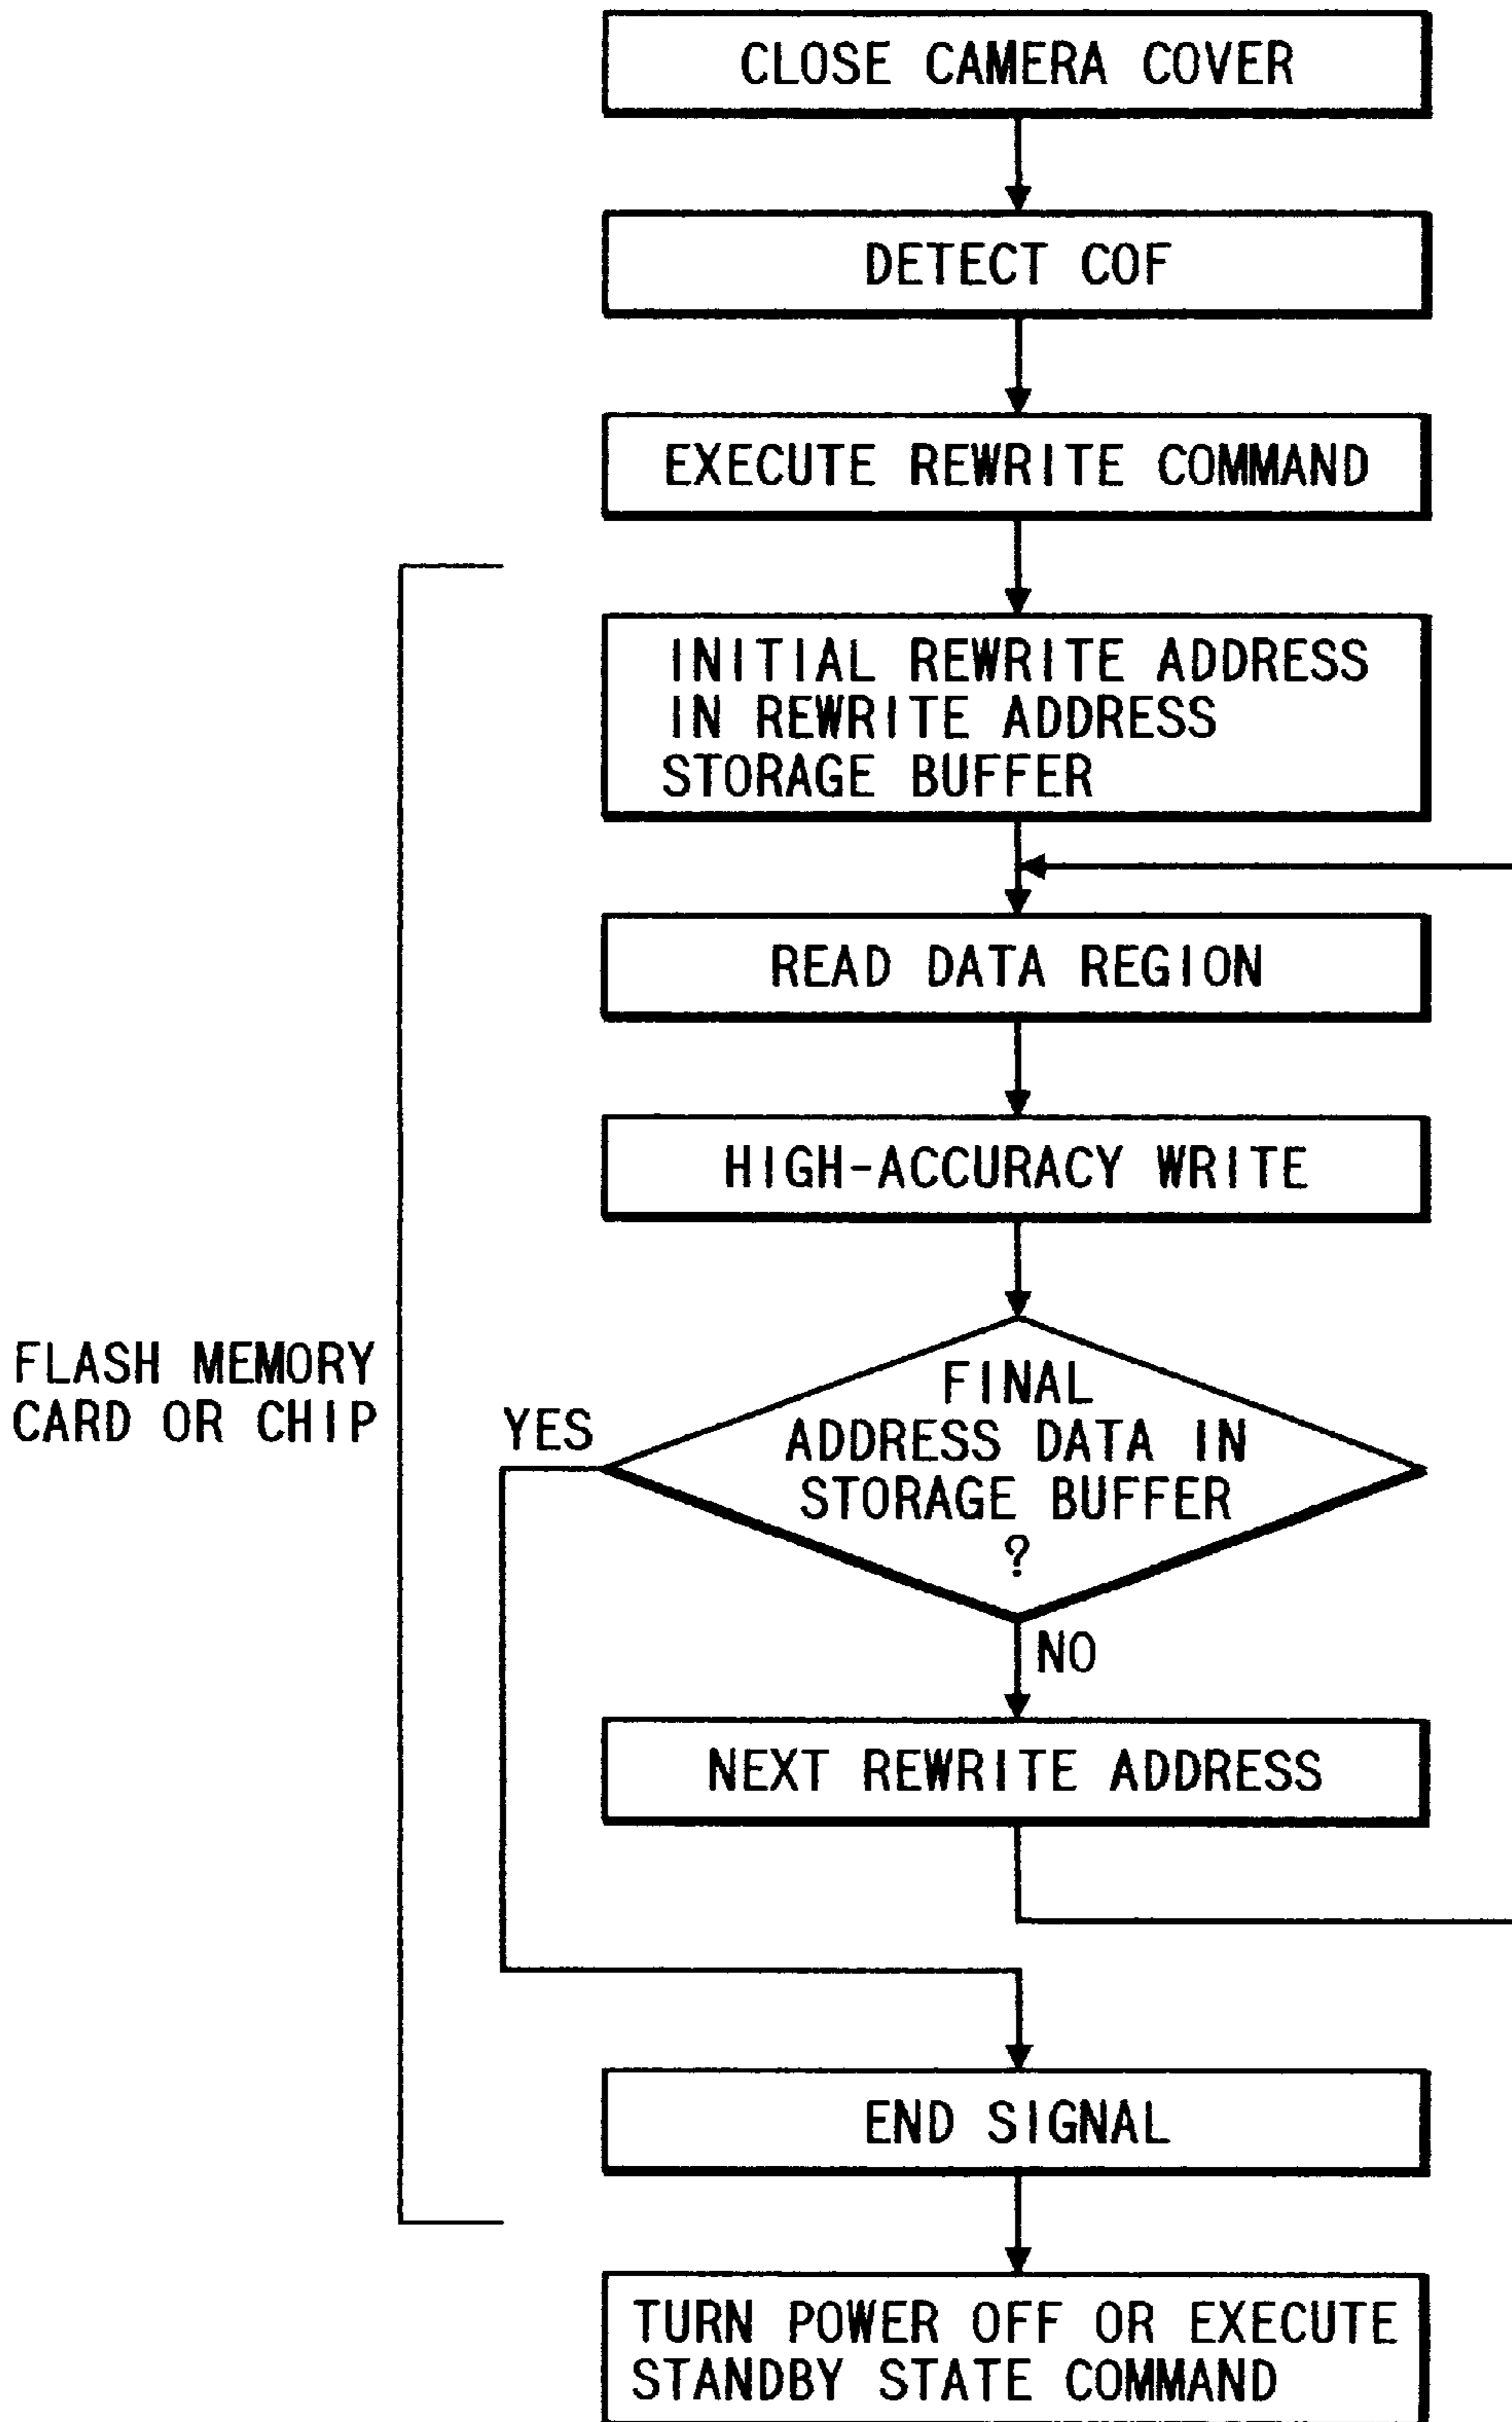 CLOSE CAMERA COVER
DETECT COF
EXECUTE REWRITE COMMAND
INITIAL REWRITE ADDRESS
IN REWRITE ADDRESS
STORAGE BUFFER
READ DATA REGION
HIGH-ACCURACY WRITE
FLASH MEMORY
CARD OR CHIP
YES
FINAL
ADDRESS DATA IN
STORAGE BUFFER
?
NO
NEXT REWRITE ADDRESS
END SIGNAL
TURN POWER OFF OR EXECUTE
STANDBY STATE COMMAND